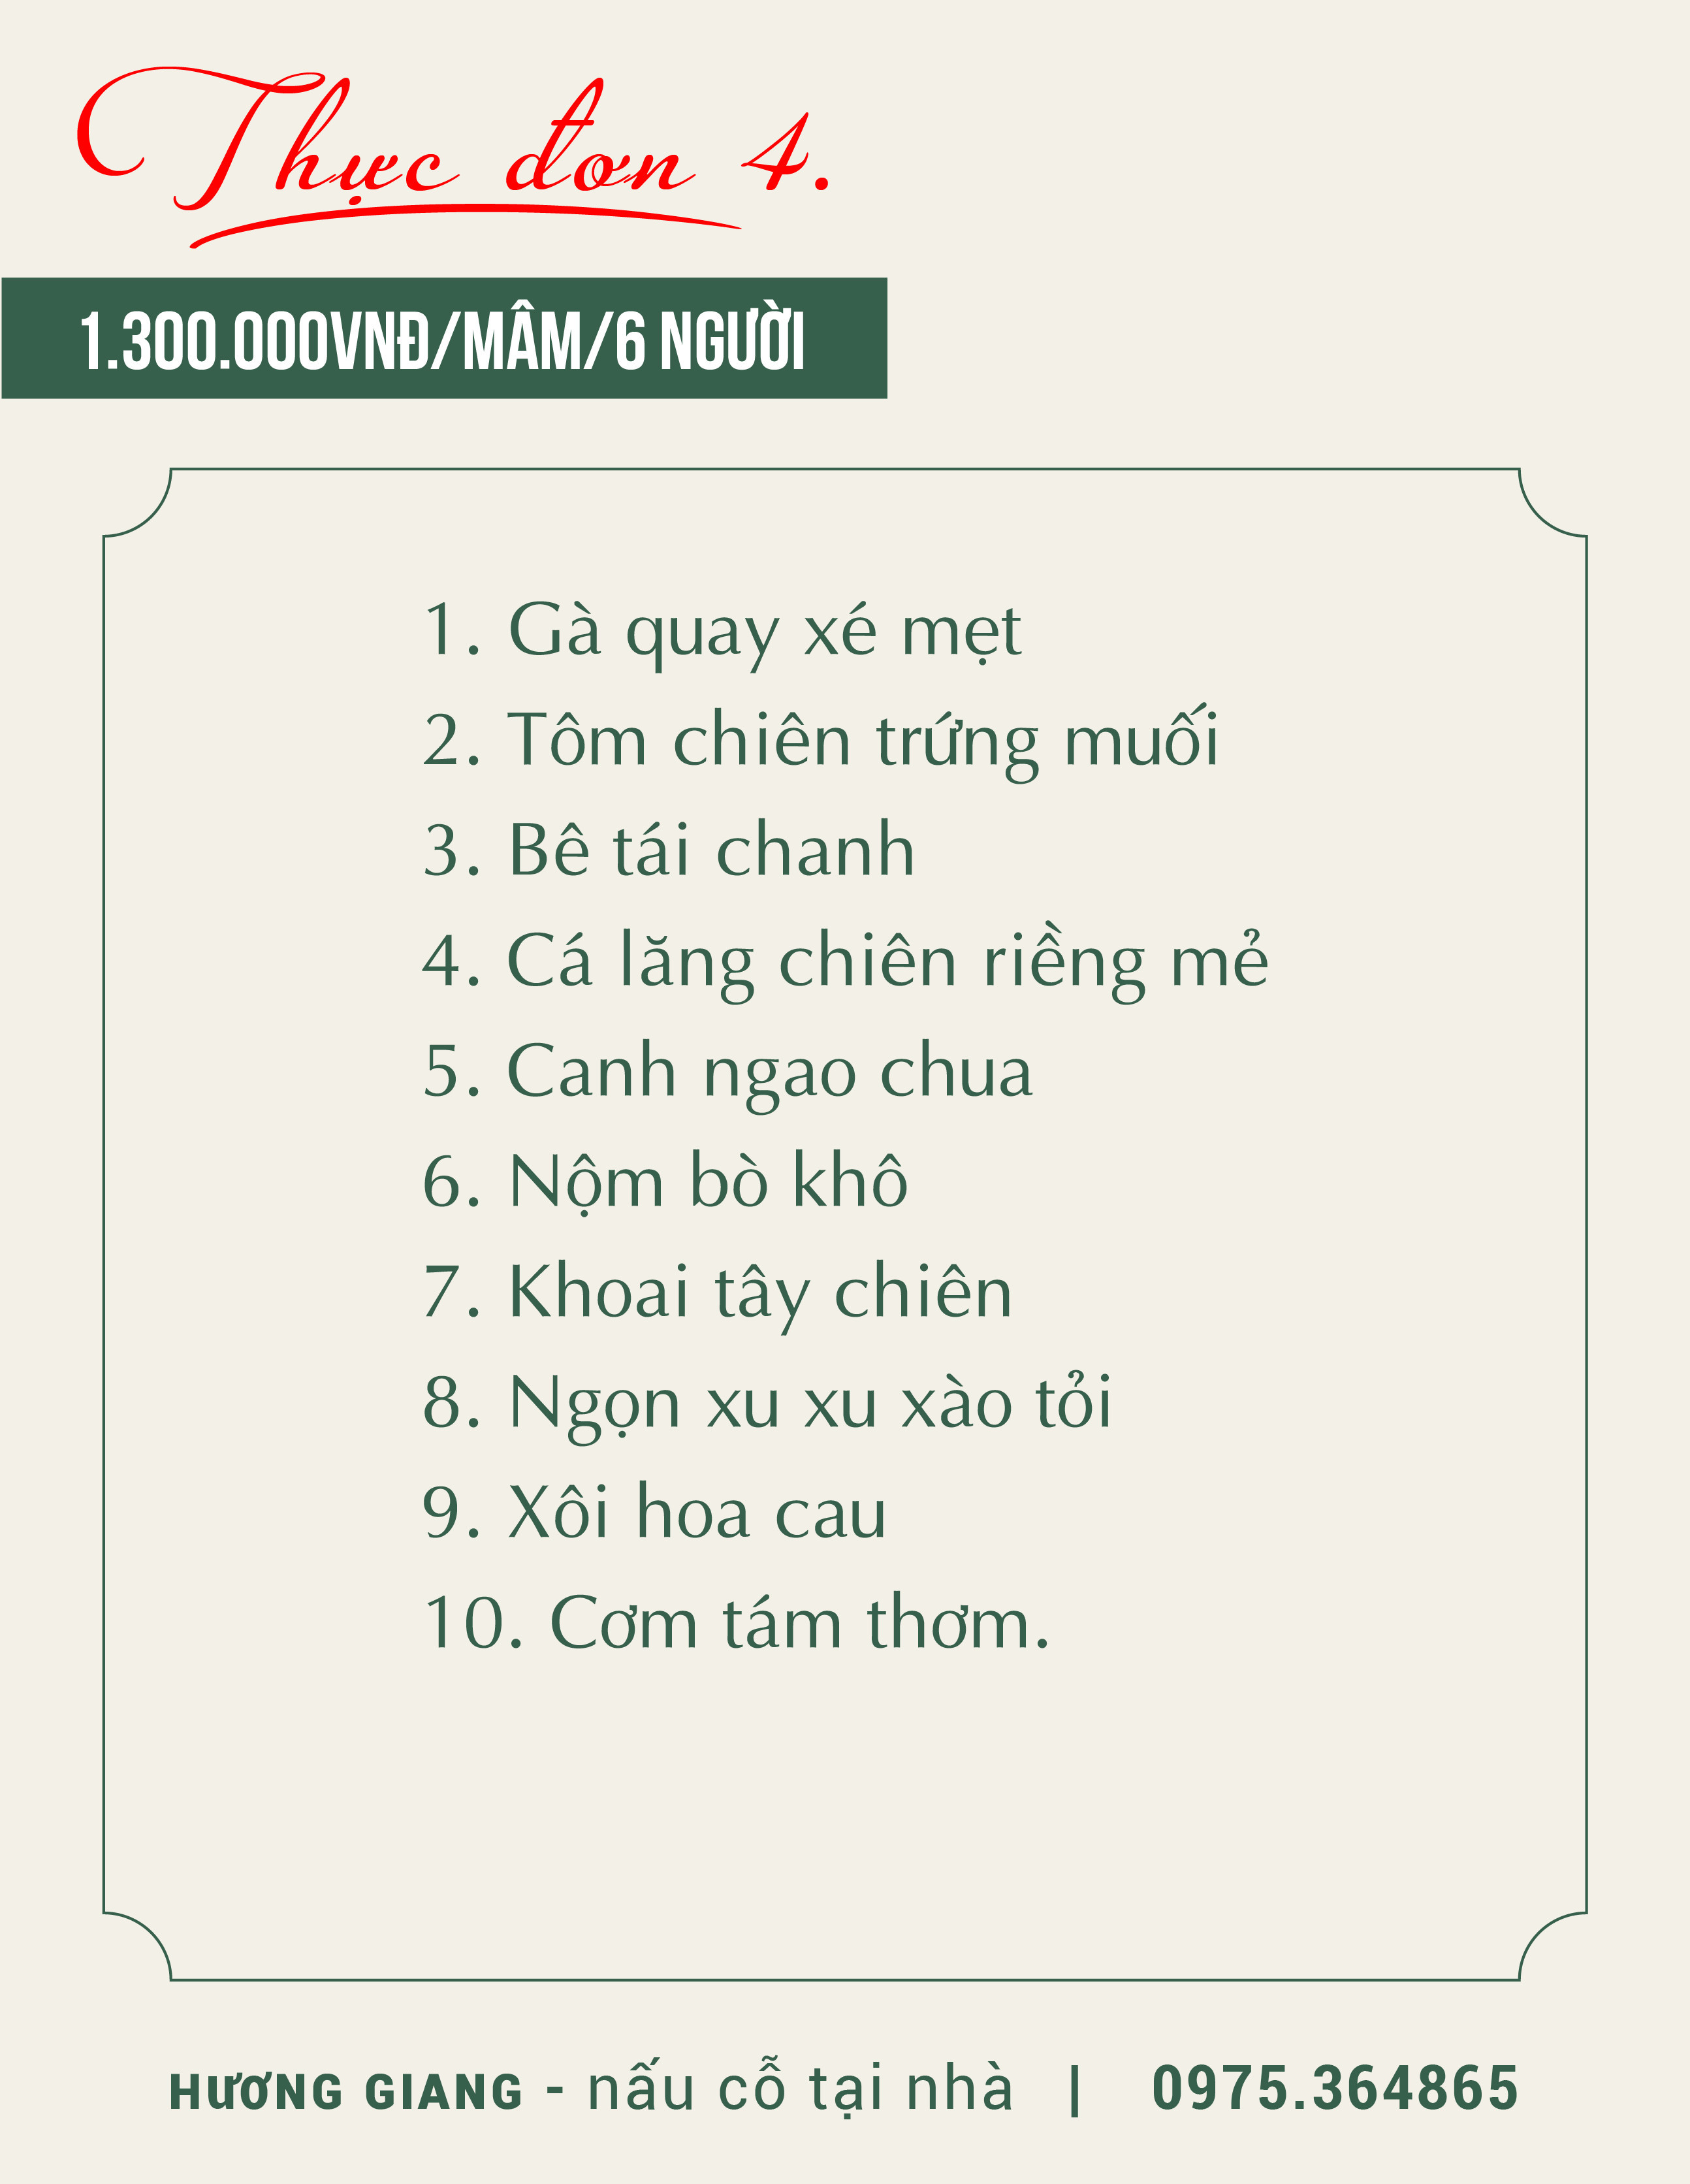 Thực đơn 4.
1.300.000VNĐ/MÂM/6 NGƯỜI
1. Gà quay xé mẹt
2. Tôm chiên trứng muối
3. Bê tái chanh
4. Cá lăng chiên riềng mẻ
5. Canh ngao chua
6. Nộm bò khô
7. Khoai tây chiên
8. Ngọn xu xu xào tỏi
9. Xôi hoa cau
10. Cơm tám thơm.
HƯƠNG GIANG - nấu cỗ tại nhà | 0975.364865